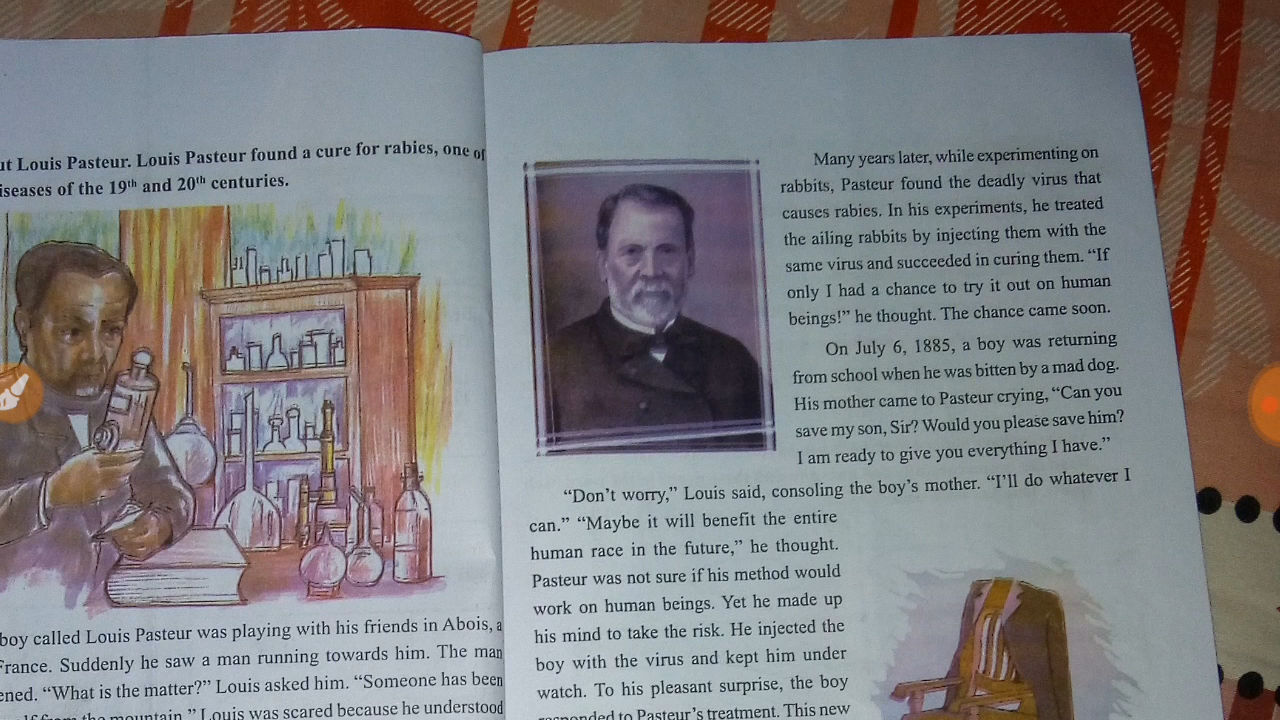 ut Louis Pasteur. Louis Pasteur found a cure for rabies, one of
iseases of the 19th and 20th centuries.
boy called Louis Pasteur was playing with his friends in Abois, a
France. Suddenly he saw a man running towards him. The man
ened. “What is the matter?” Louis asked him. “Someone has been
from the mountain.” Louis was scared because he understood
Many years later, while experimenting on
rabbits, Pasteur found the deadly virus that
causes rabies. In his experiments, he treated
the ailing rabbits by injecting them with the
same virus and succeeded in curing them. “If
only I had a chance to try it out on human
beings!” he thought. The chance came soon.
On July 6, 1885, a boy was returning
from school when he was bitten by a mad dog.
His mother came to Pasteur crying, “Can you
save my son, Sir? Would you please save him?
I am ready to give you everything I have.”
“Don’t worry,” Louis said, consoling the boy’s mother. “I’ll do whatever I
can.” “Maybe it will benefit the entire
human race in the future,” he thought.
Pasteur was not sure if his method would
work on human beings. Yet he made up
his mind to take the risk. He injected the
boy with the virus and kept him under
watch. To his pleasant surprise, the boy
responded to Pasteur’s treatment. This new